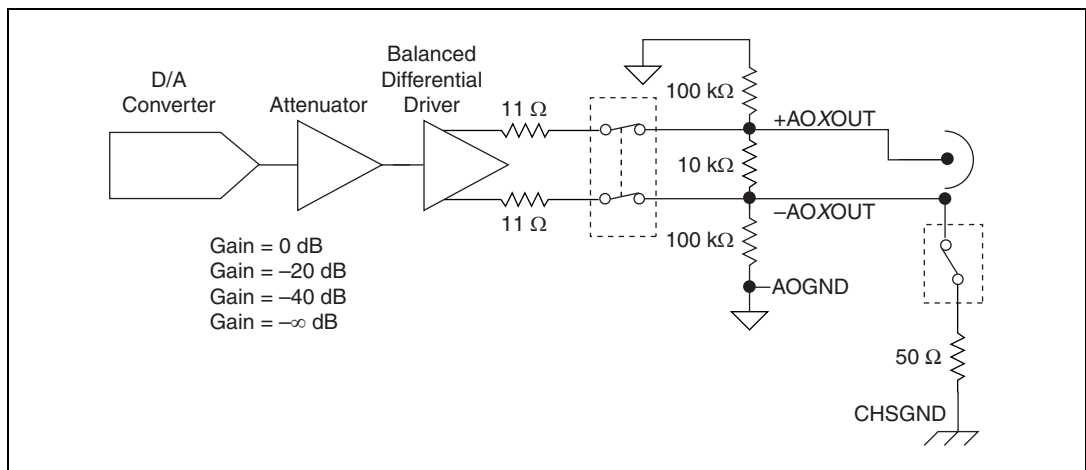 D/A
Converter
Attenuator
Balanced
Differential
Driver
11 Ω
11 Ω
100 kΩ
10 kΩ
100 kΩ
+AOXOUT
–AOXOUT
AOGND
Gain = 0 dB
Gain = –20 dB
Gain = –40 dB
Gain = –∞ dB
50 Ω
CHSGND